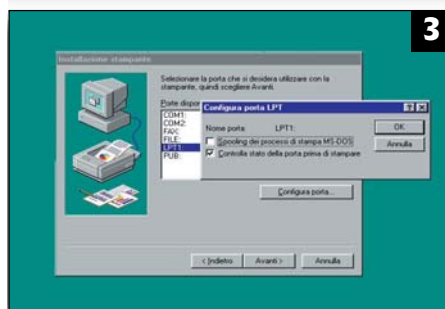 3
Installazione stampante
Selezionare la porta che si desidera utilizzare con la
stampante, quindi scegliere Avanti.
Porte dispor
COM1:
COM2:
FAX:
FILE:
LPT1:
PUB:
Configura porta LPT
Nome porta: LPT1:
Spooling dei processi di stampa MS-DOS
Controlla stato della porta prima di stampare
OK
Annulla
Configura porta...
< Indietro
Avanti >
Annulla